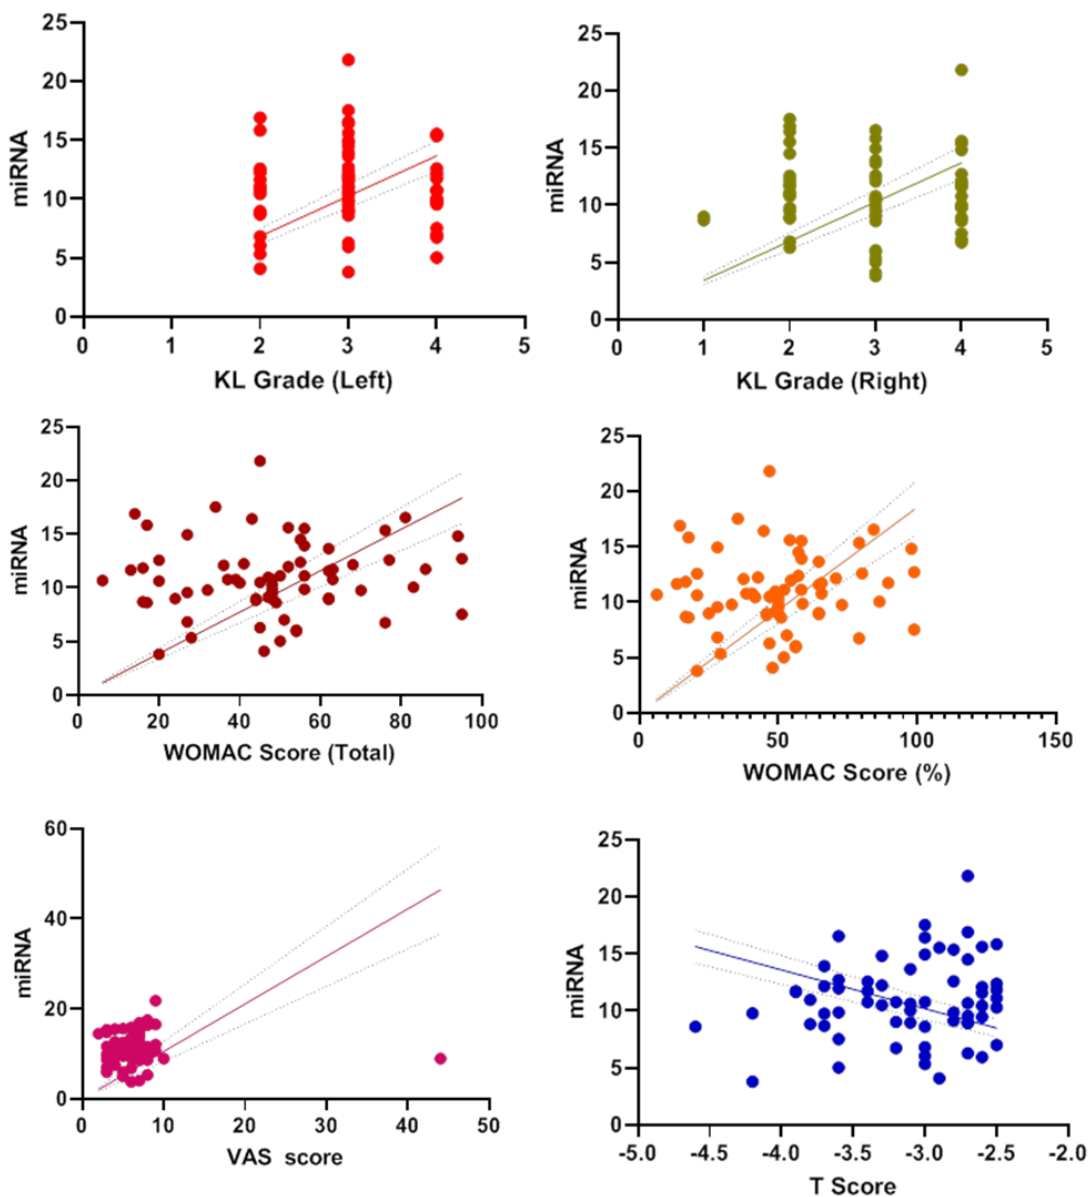 25
20
15
10
5
0
miRNA
0 1 2 3 4 5
KL Grade (Left)
25
20
15
10
5
0
miRNA
1 2 3 4 5
0
KL Grade (Right)
25
20
15
10
5
0
miRNA
0 20 40 60 80 100
WOMAC Score (Total)
25
20
15
10
5
0
miRNA
0 50 100 150
WOMAC Score (%)
60
40
20
0
miRNA
0 10 20 30 40 50
VAS score
25
20
15
10
5
0
miRNA
-5.0 -4.5 -4.0 -3.5 -3.0 -2.5 -2.0
T Score